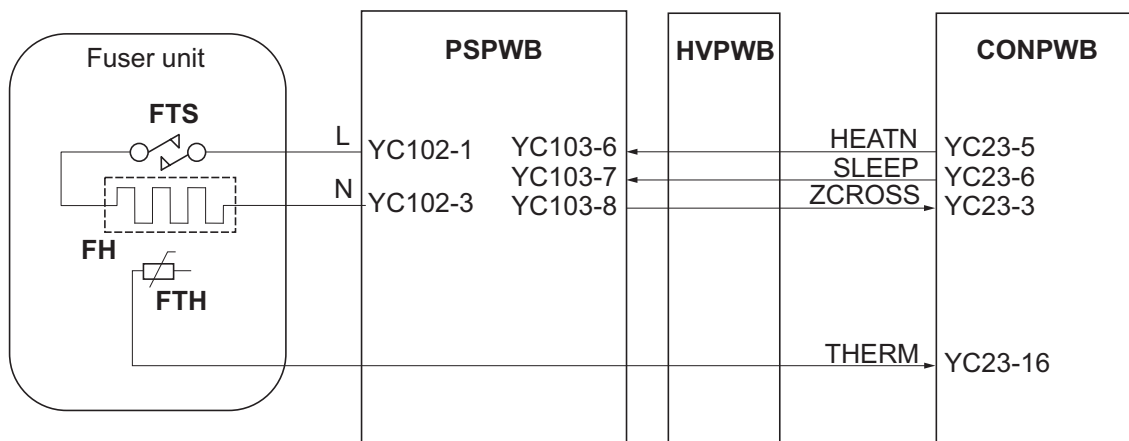 Fuser unit
PSPWB
HVPWB
CONPWB
FTS
L
YC102-1
YC103-6
HEATN
YC23-5
YC103-7
SLEEP
YC23-6
N
YC102-3
YC103-8
ZCROSS
YC23-3
FH
FTH
THERM
YC23-16